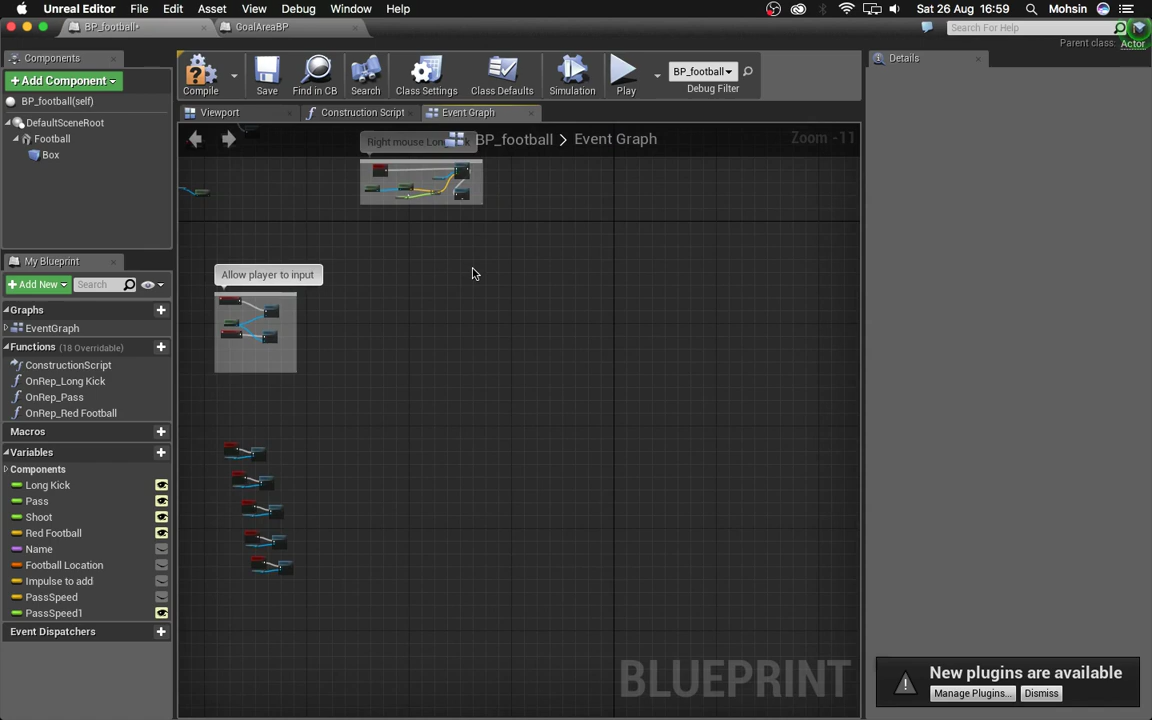 Unreal Editor File Edit Asset View Debug Window Help Sat 26 Aug 16:59 Mohsin
BP_football* GoalAreaBP Search For Help
Parent class: Actor
Components
Add Component
BP_football(self)
DefaultSceneRoot
Football
Box
Compile Save Find in CB Search Class Settings Class Defaults Simulation Play BP_football Debug Filter
Viewport Construction Script Event Graph
BP_football > Event Graph Zoom -11
Right mouse
Allow player to input
BLUEPRINT
My Blueprint
Add New Search
Graphs
EventGraph
Functions (18 Overridable)
ConstructionScript
OnRep_Long Kick
OnRep_Pass
OnRep_Red Football
Macros
Variables
Components
Long Kick
Pass
Shoot
Red Football
Name
Football Location
Impulse to add
PassSpeed
PassSpeed1
Event Dispatchers
Details
New plugins are available
Manage Plugins... Dismiss